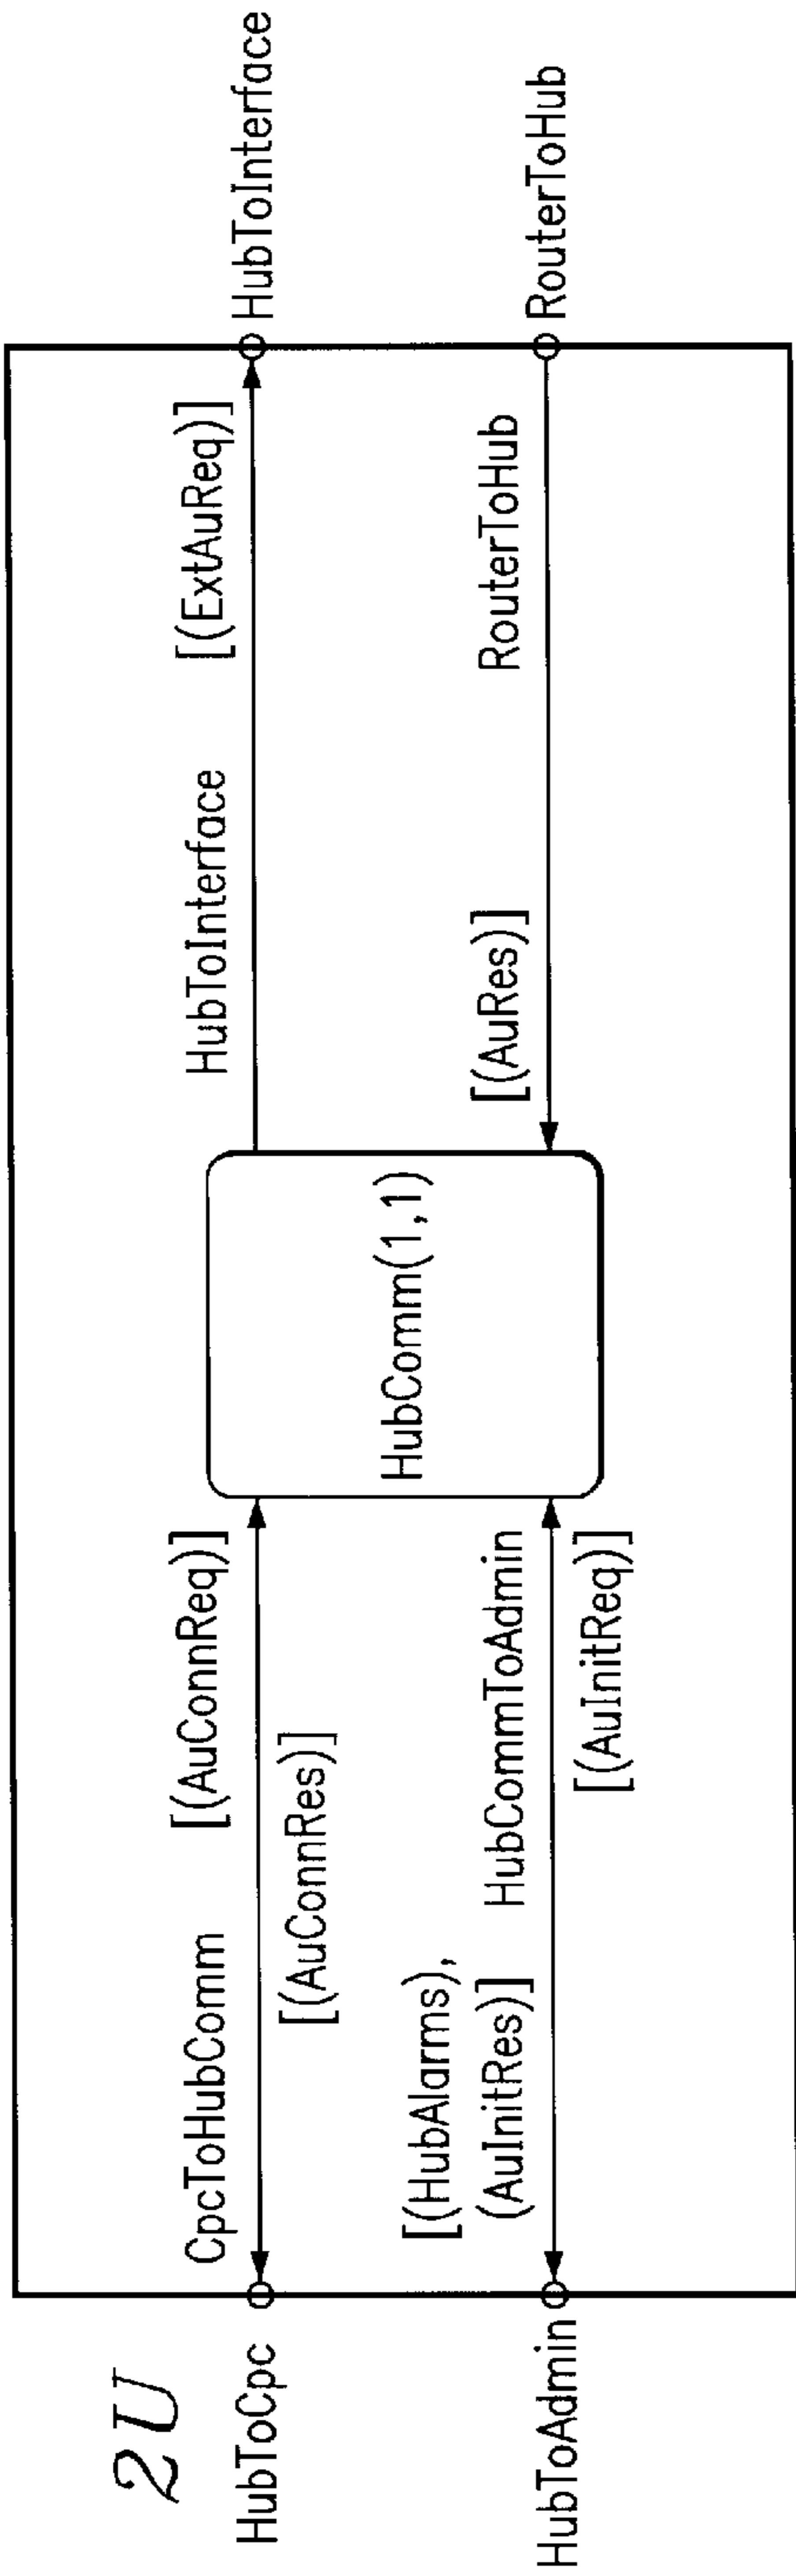 2U
HubToCpc
CpcToHubComm
[(AuConnReq)]
[(AuConnRes)]
HubToInterface
[(ExtAuReq)]
HubToInterface
HubComm(1,1)
HubToAdmin
[(HubAlarms),
(AuInitRes)]
HubCommToAdmin
[(AuInitReq)]
[(AuRes)]
RouterToHub
RouterToHub